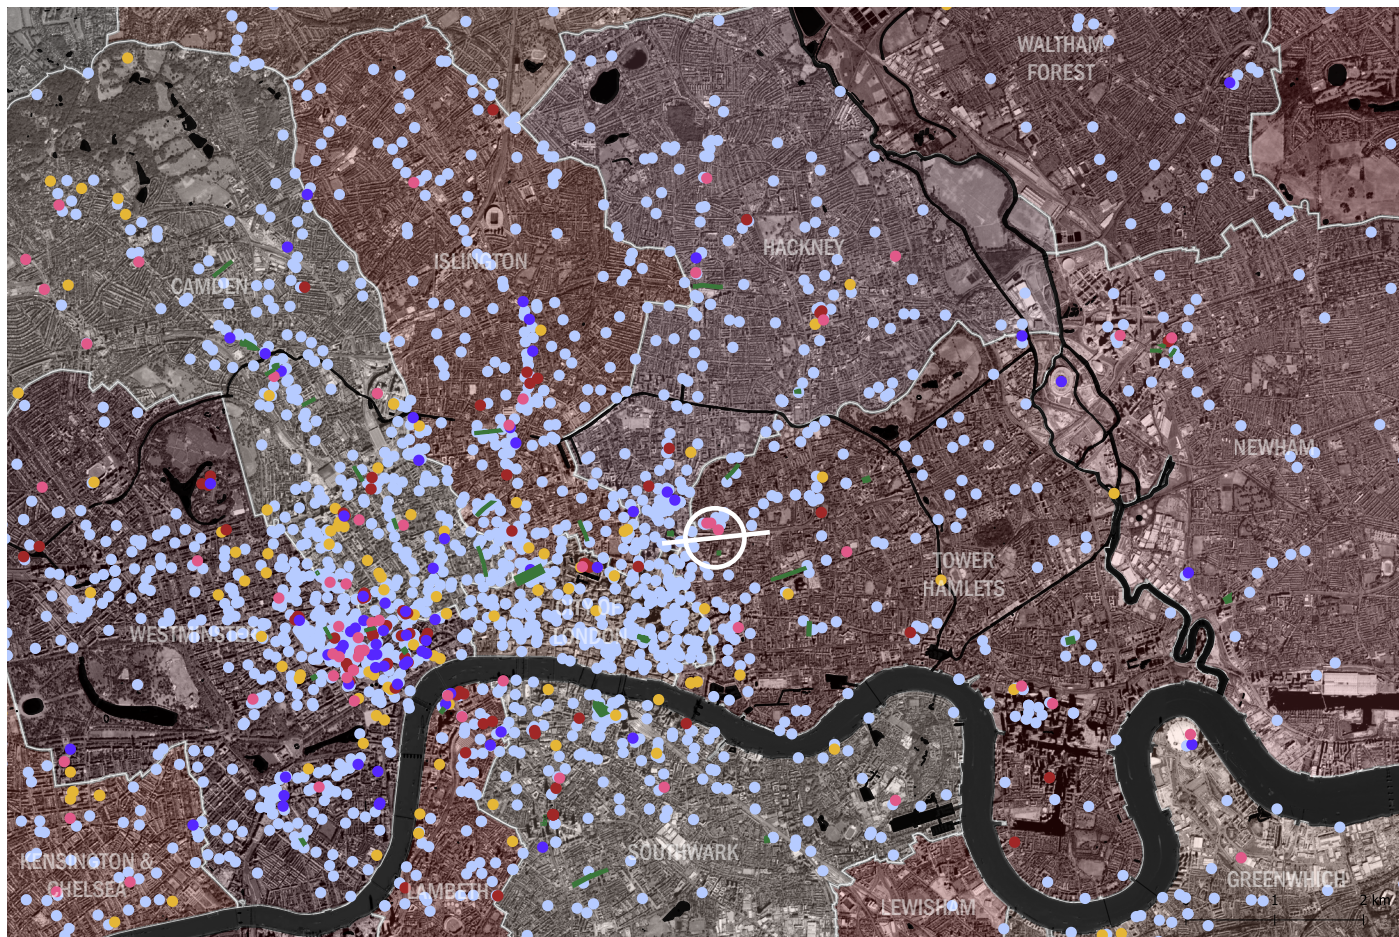 WALTHAM
FOREST
HACKNEY
ISLINGTON
CAMDEN
NEWHAM
TOWER
HAMLETS
CITY OF
LONDON
WESTMINSTER
SOUTHWARK
KENSINGTON &
CHELSEA
LAMBETH
GREENWHICH
LEWISHAM
1
2 km